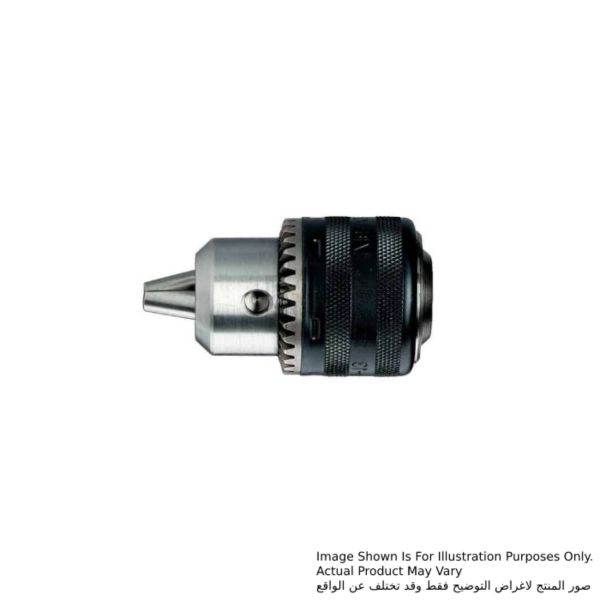 Image Shown Is For Illustration Purposes Only.
Actual Product May Vary
صور المنتج لاغراض التوضيح فقط وقد تختلف عن الواقع